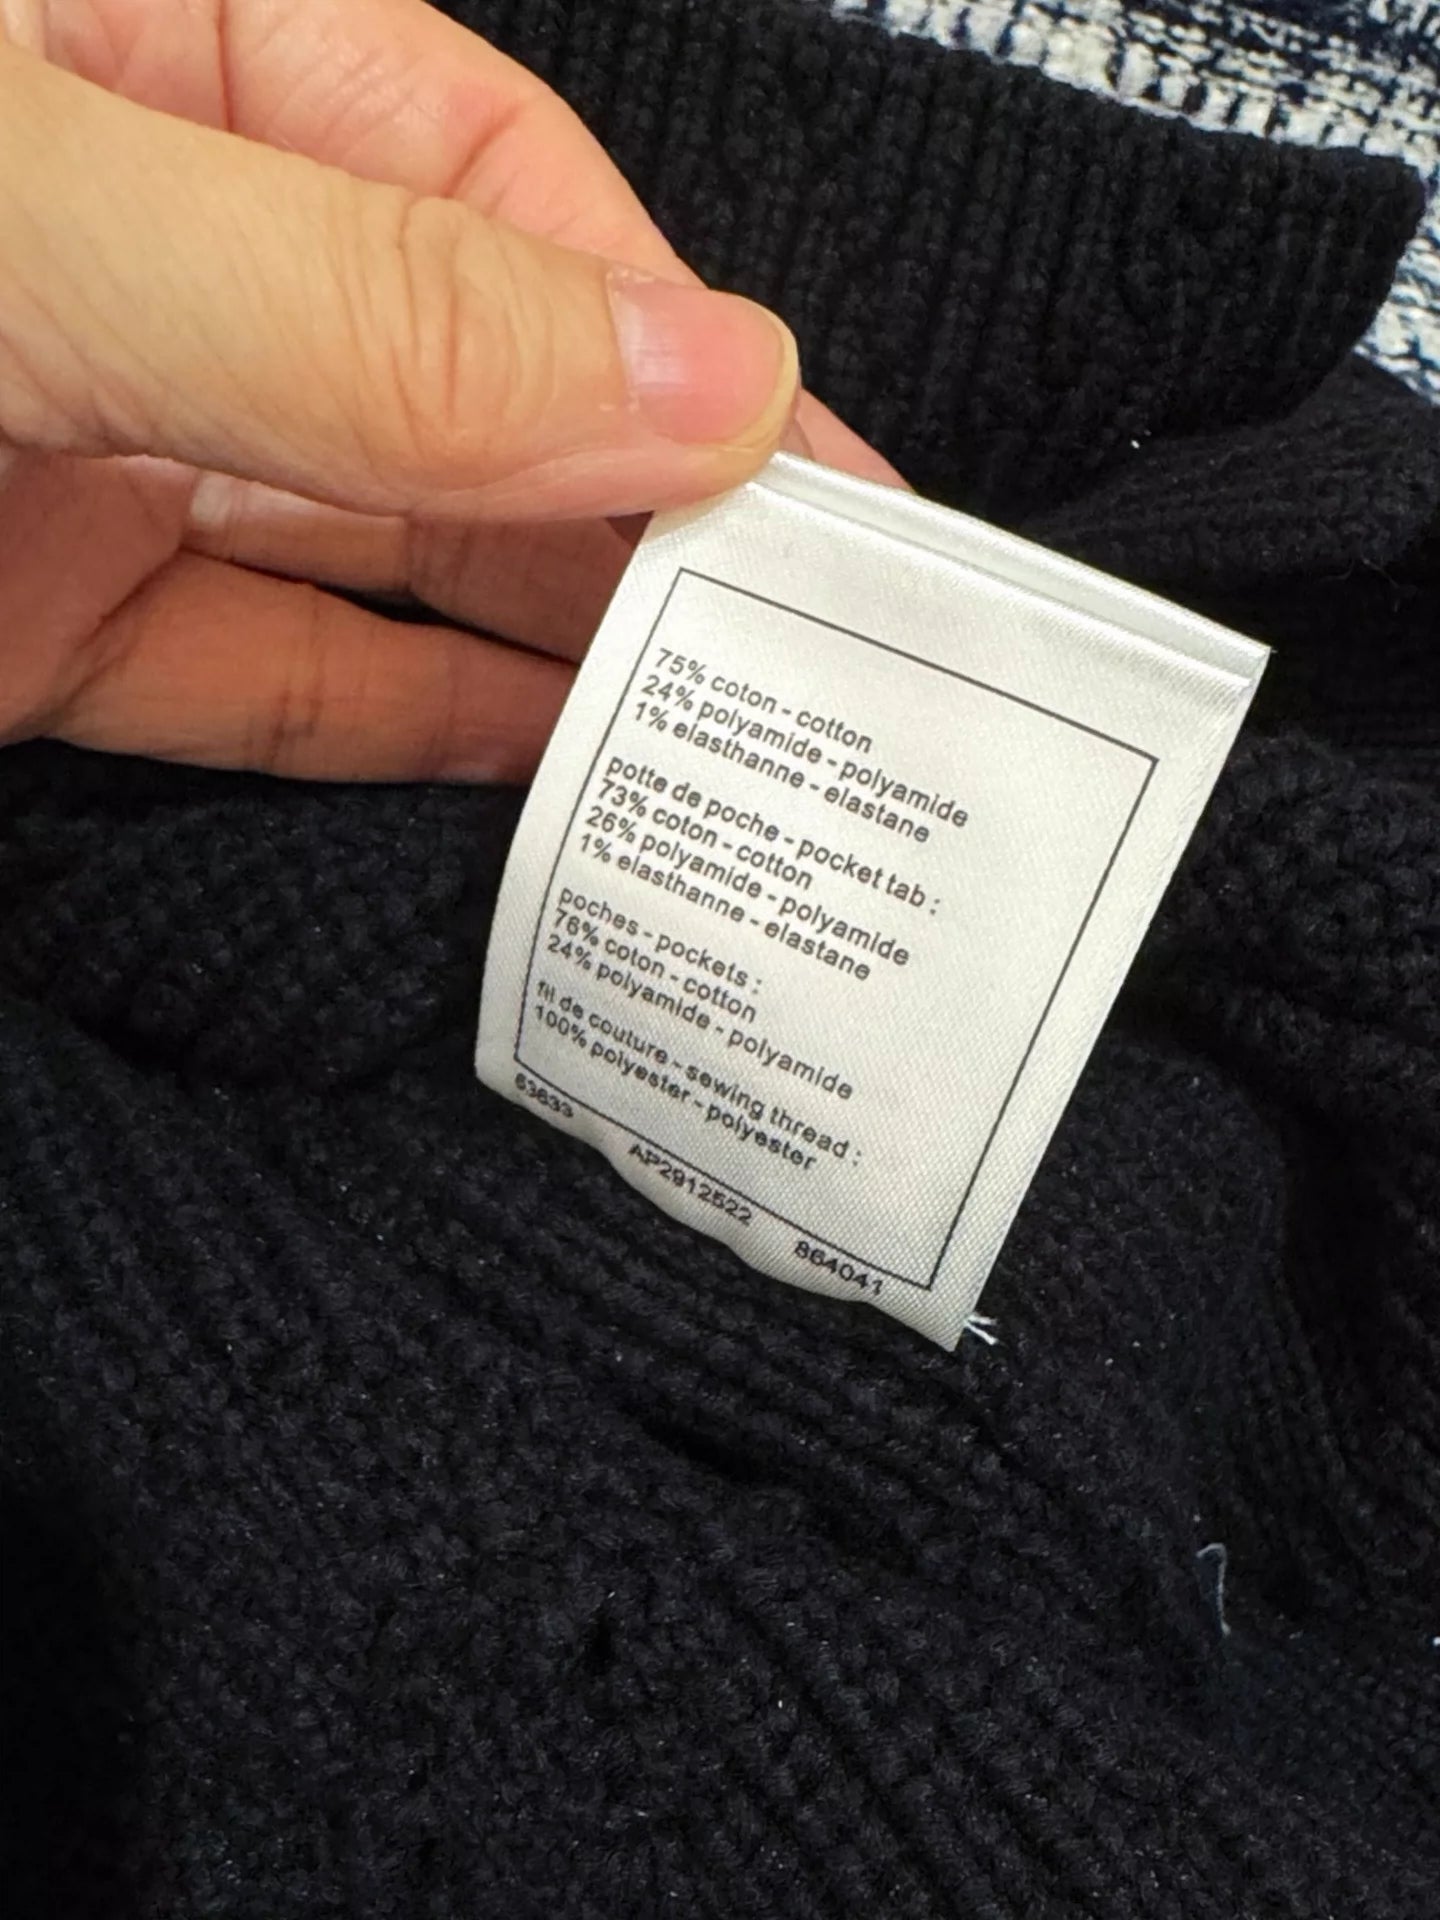 75% coton - cotton
24% polyamide - polyamide
1% elasthanne - elastane
potte de poche - pocket tab :
73% coton - cotton
26% polyamide - polyamide
1% elasthanne - elastane
poches - pockets :
76% coton - cotton
24% polyamide - polyamide
fil de couture - sewing thread :
100% polyester - polyester
63633 AP2912522 864041